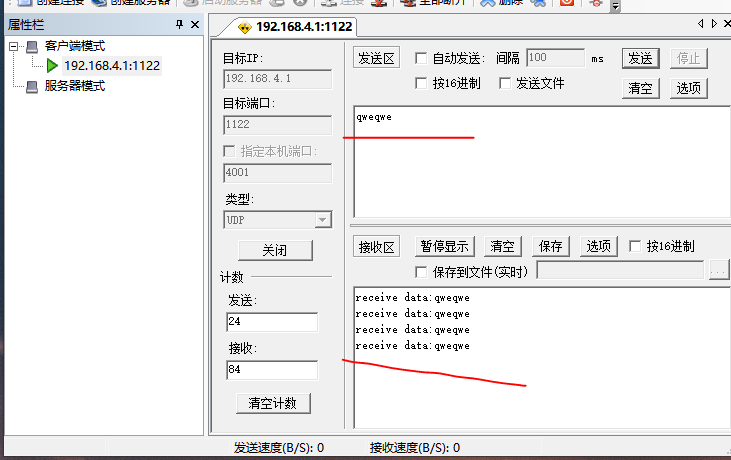 创建连接 创建服务器 启动服务器 连接 全部断开 删除
属性栏
客户端模式
192.168.4.1:1122
服务器模式
192.168.4.1:1122
目标IP:
192.168.4.1
目标端口:
1122
指定本机端口:
4001
类型:
UDP
关闭
计数
发送:
24
接收:
84
清空计数
发送区
自动发送: 间隔 100 ms 发送 停止
按16进制 发送文件 清空 选项
qweqwe
接收区 暂停显示 清空 保存 选项 按16进制
保存到文件(实时) ...
receive data:qweqwe
receive data:qweqwe
receive data:qweqwe
receive data:qweqwe
发送速度(B/S): 0 接收速度(B/S): 0